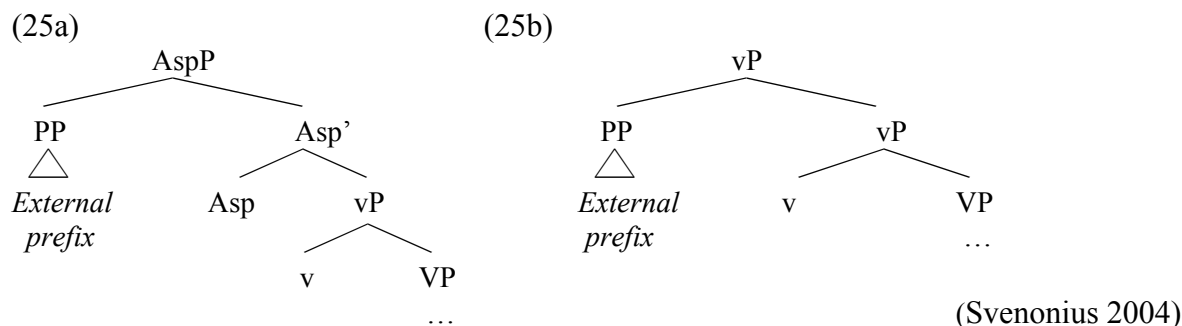 (25a) (25b)
AspP vP
PP Asp’ PP vP
External Asp vP External v VP
prefix prefix …
v VP
…
(Svenonius 2004)